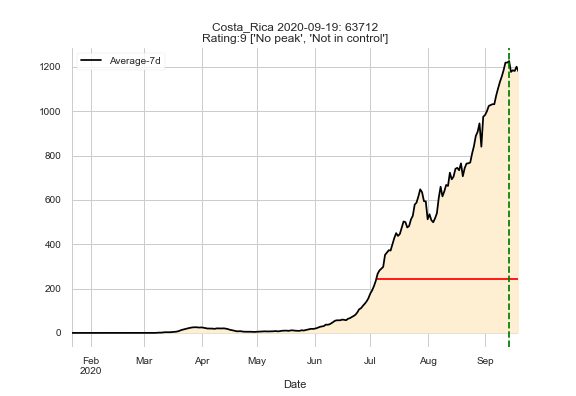 Costa_Rica 2020-09-19: 63712
Rating:9 ['No peak', 'Not in control']
Average-7d
1200
1000
800
600
400
200
0
Feb Mar Apr May Jun Jul Aug Sep
2020
Date